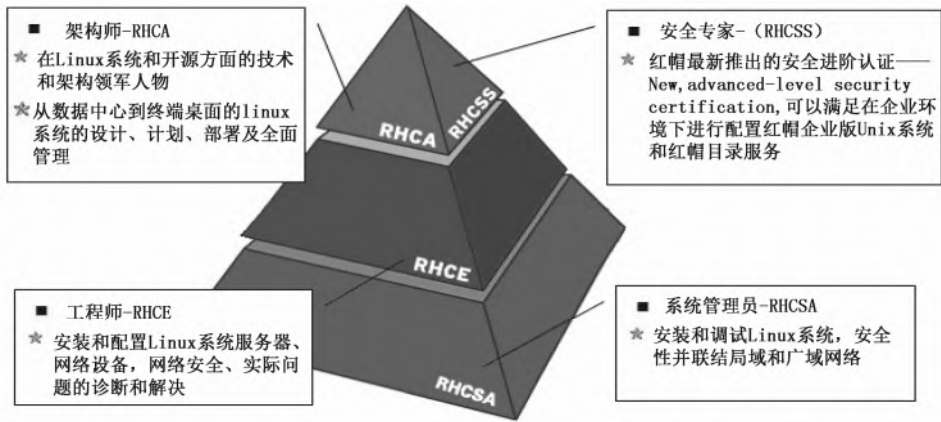 ■ 架构师-RHCA
★ 在Linux系统和开源方面的技术
和架构领军人物
★ 从数据中心到终端桌面的linux
系统的设计、计划、部署及全面
管理
■ 安全专家-（RHCSS）
★ 红帽最新推出的安全进阶认证——
New,advanced-level security
certification,可以满足在企业环
境下进行配置红帽企业版Unix系统
和红帽目录服务
RHCA
RHCSS
RHCE
RHCSA
■ 工程师-RHCE
★ 安装和配置Linux系统服务器、
网络设备，网络安全、实际问
题的诊断和解决
■ 系统管理员-RHCSA
★ 安装和调试Linux系统，安全
性并联结局域和广域网络